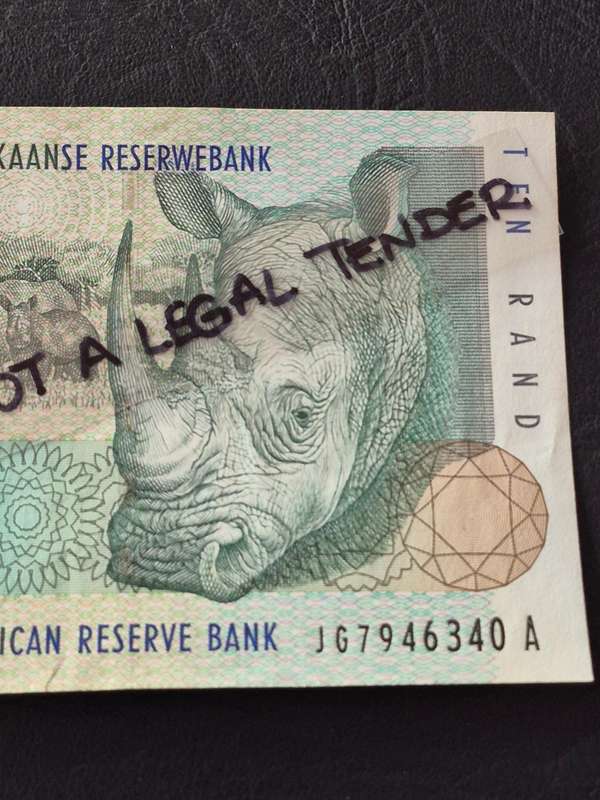 KAANSE RESERWEBANK
TEN RAND
OT A LEGAL TENDER
ICAN RESERVE BANK JG7946340 A